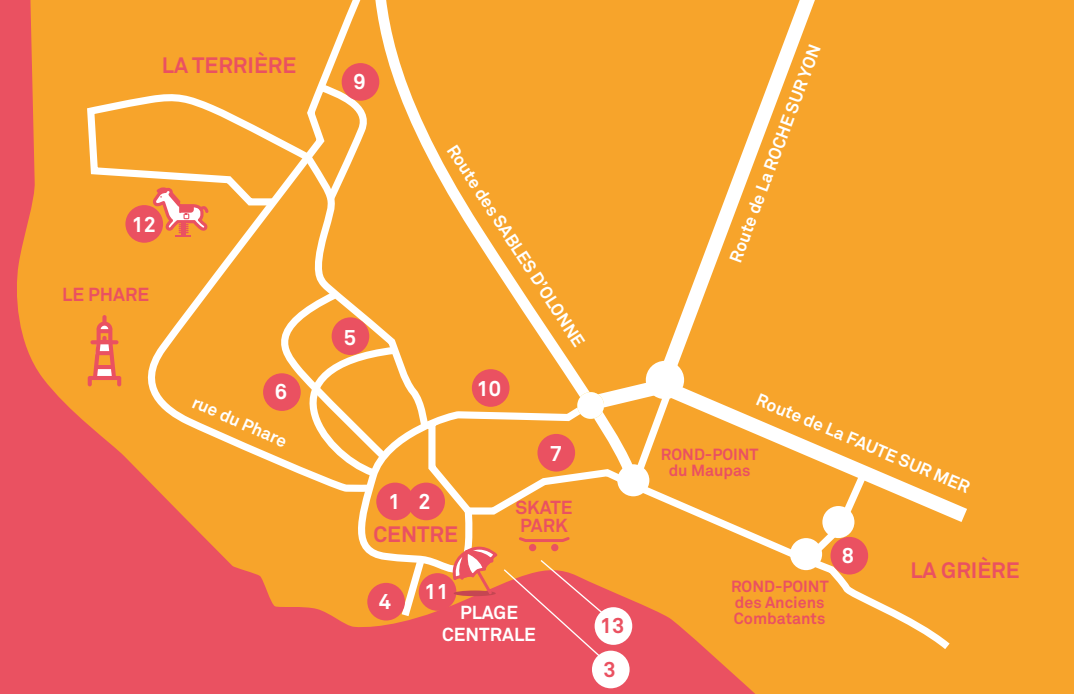 LA TERRIÈRE
9
Route des SABLES D'OLONNE
Route de La ROCHE SUR YON
12
LE PHARE
5
6
10
rue du Phare
7
Route de La FAUTE SUR MER
ROND-POINT
du Maupas
1 2
CENTRE
SKATE
PARK
8
LA GRIÈRE
ROND-POINT
des Anciens
Combatants
4
11
PLAGE
CENTRALE
13
3